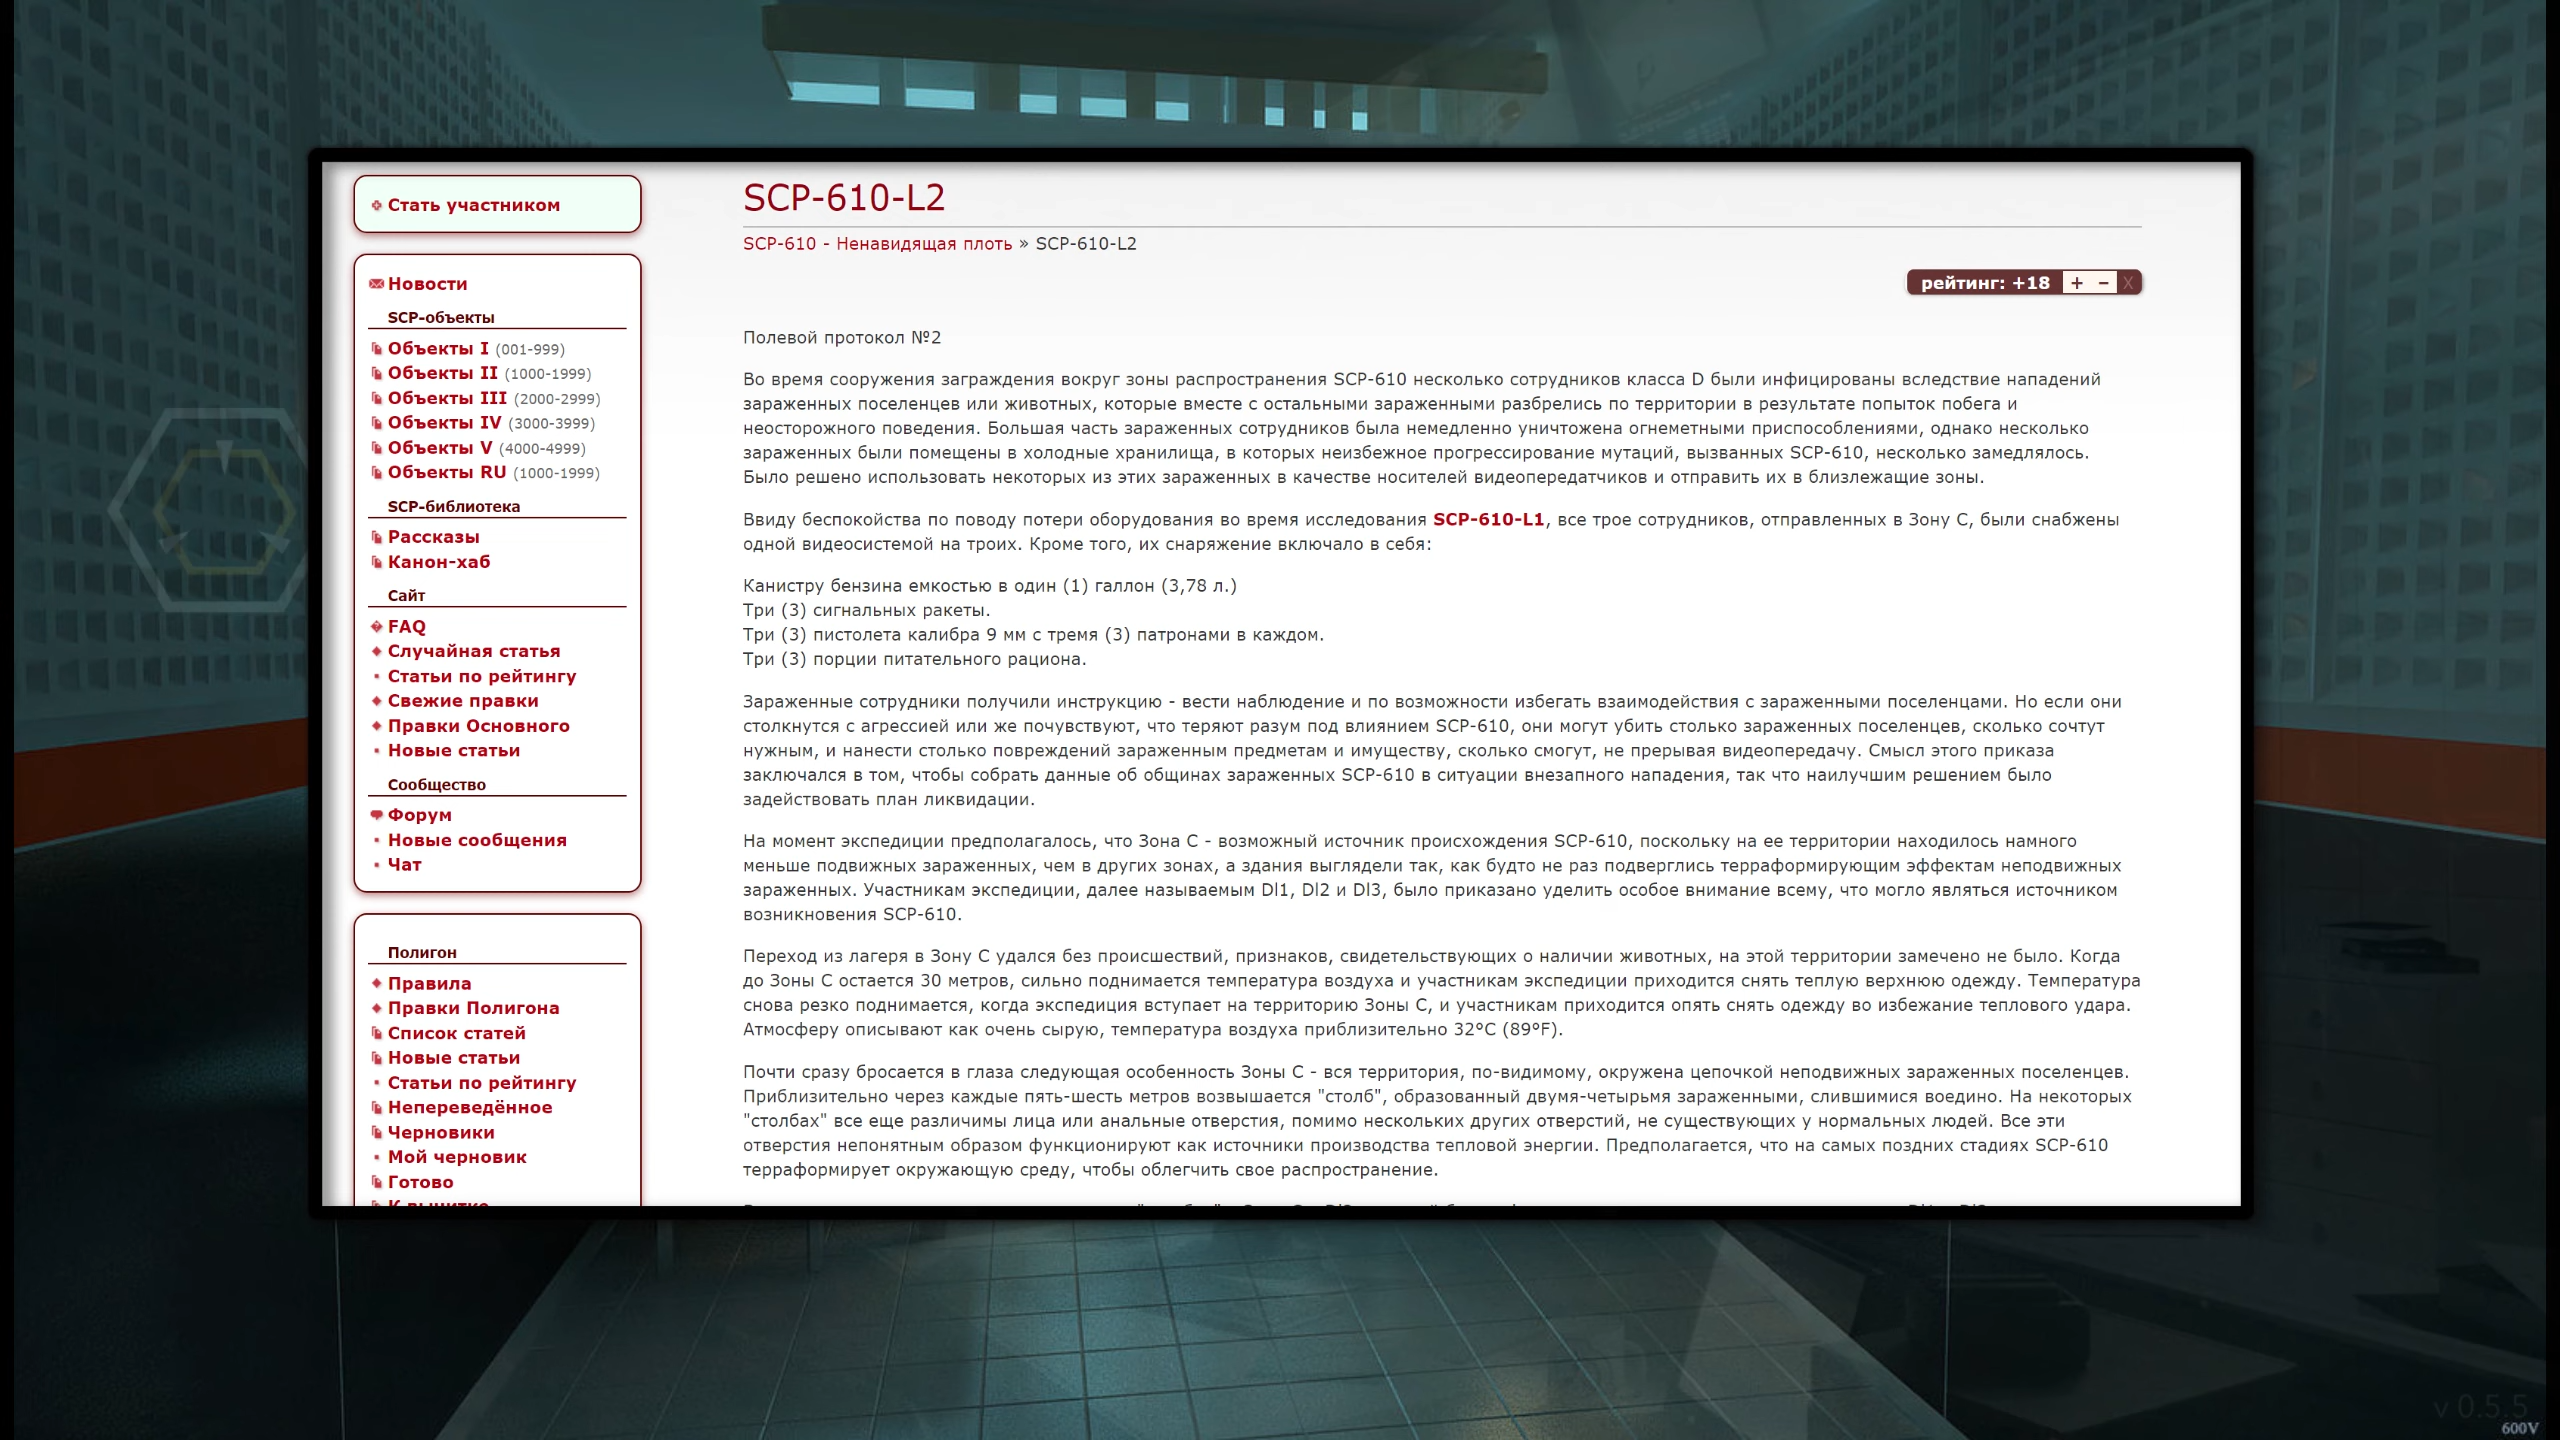 Стать участником
Новости
SCP-объекты
Объекты I (001-999)
Объекты II (1000-1999)
Объекты III (2000-2999)
Объекты IV (3000-3999)
Объекты V (4000-4999)
Объекты RU (1000-1999)
SCP-библиотека
Рассказы
Канон-хаб
Сайт
FAQ
Случайная статья
Статьи по рейтингу
Свежие правки
Правки Основного
Новые статьи
Сообщество
Форум
Новые сообщения
Чат
Полигон
Правила
Правки Полигона
Список статей
Новые статьи
Статьи по рейтингу
Непереведённое
Черновики
Мой черновик
Готово
SCP-610-L2
SCP-610 - Ненавидящая плоть » SCP-610-L2
рейтинг: +18 + − X
Полевой протокол №2
Во время сооружения заграждения вокруг зоны распространения SCP-610 несколько сотрудников класса D были инфицированы вследствие нападений
зараженных поселенцев или животных, которые вместе с остальными зараженными разбрелись по территории в результате попыток побега и
неосторожного поведения. Большая часть зараженных сотрудников была немедленно уничтожена огнеметными приспособлениями, однако несколько
зараженных были помещены в холодные хранилища, в которых неизбежное прогрессирование мутаций, вызванных SCP-610, несколько замедлялось.
Было решено использовать некоторых из этих зараженных в качестве носителей видеопередатчиков и отправить их в близлежащие зоны.
Ввиду беспокойства по поводу потери оборудования во время исследования SCP-610-L1, все трое сотрудников, отправленных в Зону С, были снабжены
одной видеосистемой на троих. Кроме того, их снаряжение включало в себя:
Канистру бензина емкостью в один (1) галлон (3,78 л.)
Три (3) сигнальных ракеты.
Три (3) пистолета калибра 9 мм с тремя (3) патронами в каждом.
Три (3) порции питательного рациона.
Зараженные сотрудники получили инструкцию - вести наблюдение и по возможности избегать взаимодействия с зараженными поселенцами. Но если они
столкнутся с агрессией или же почувствуют, что теряют разум под влиянием SCP-610, они могут убить столько зараженных поселенцев, сколько сочтут
нужным, и нанести столько повреждений зараженным предметам и имуществу, сколько смогут, не прерывая видеопередачу. Смысл этого приказа
заключался в том, чтобы собрать данные об общинах зараженных SCP-610 в ситуации внезапного нападения, так что наилучшим решением было
задействовать план ликвидации.
На момент экспедиции предполагалось, что Зона С - возможный источник происхождения SCP-610, поскольку на ее территории находилось намного
меньше подвижных зараженных, чем в других зонах, а здания выглядели так, как будто не раз подверглись терраформирующим эффектам неподвижных
зараженных. Участникам экспедиции, далее называемым Dl1, Dl2 и Dl3, было приказано уделить особое внимание всему, что могло являться источником
возникновения SCP-610.
Переход из лагеря в Зону С удался без происшествий, признаков, свидетельствующих о наличии животных, на этой территории замечено не было. Когда
до Зоны С остается 30 метров, сильно поднимается температура воздуха и участникам экспедиции приходится снять теплую верхнюю одежду. Температура
снова резко поднимается, когда экспедиция вступает на территорию Зоны С, и участникам приходится опять снять одежду во избежание теплового удара.
Атмосферу описывают как очень сырую, температура воздуха приблизительно 32°C (89°F).
Почти сразу бросается в глаза следующая особенность Зоны С - вся территория, по-видимому, окружена цепочкой неподвижных зараженных поселенцев.
Приблизительно через каждые пять-шесть метров возвышается "столб", образованный двумя-четырьмя зараженными, слившимися воедино. На некоторых
"столбах" все еще различимы лица или анальные отверстия, помимо нескольких других отверстий, не существующих у нормальных людей. Все эти
отверстия непонятным образом функционируют как источники производства тепловой энергии. Предполагается, что на самых поздних стадиях SCP-610
терраформирует окружающую среду, чтобы облегчить свое распространение.
v 0.5.5
600V